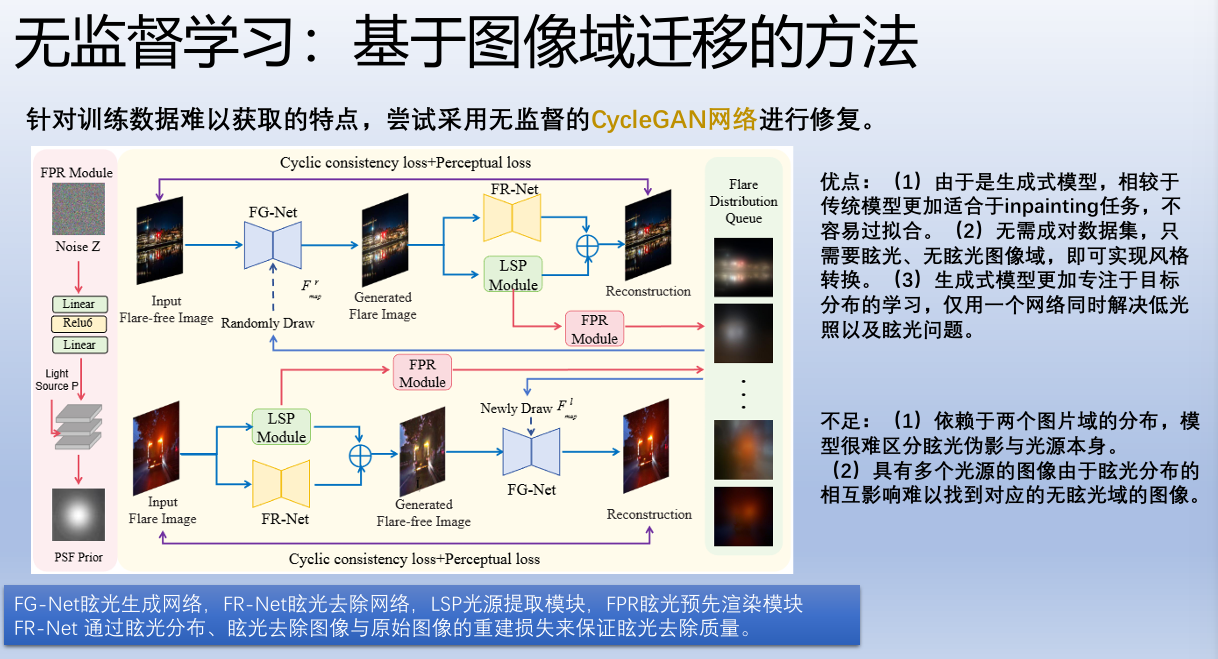 无监督学习：基于图像域迁移的方法
针对训练数据难以获取的特点，尝试采用无监督的CycleGAN网络进行修复。
FPR Module
Noise Z
Linear
Relu6
Linear
Light
Source P
PSF Prior
Cyclic consistency loss+Perceptual loss
Input
Flare-free Image
FG-Net
F^r_map
Randomly Draw
Generated
Flare Image
FR-Net
LSP
Module
Reconstruction
FPR
Module
FPR
Module
Input
Flare Image
LSP
Module
FR-Net
Generated
Flare-free Image
Newly Draw F^l_map
FG-Net
Reconstruction
Cyclic consistency loss+Perceptual loss
Flare
Distribution
Queue
优点：（1）由于是生成式模型，相较于
传统模型更加适合于inpainting任务，不
容易过拟合。（2）无需成对数据集，只
需要眩光、无眩光图像域，即可实现风格
转换。（3）生成式模型更加专注于目标
分布的学习，仅用一个网络同时解决低光
照以及眩光问题。
不足：（1）依赖于两个图片域的分布，模
型很难区分眩光伪影与光源本身。
（2）具有多个光源的图像由于眩光分布的
相互影响难以找到对应的无眩光域的图像。
FG-Net眩光生成网络，FR-Net眩光去除网络，LSP光源提取模块，FPR眩光预先渲染模块
FR-Net 通过眩光分布、眩光去除图像与原始图像的重建损失来保证眩光去除质量。